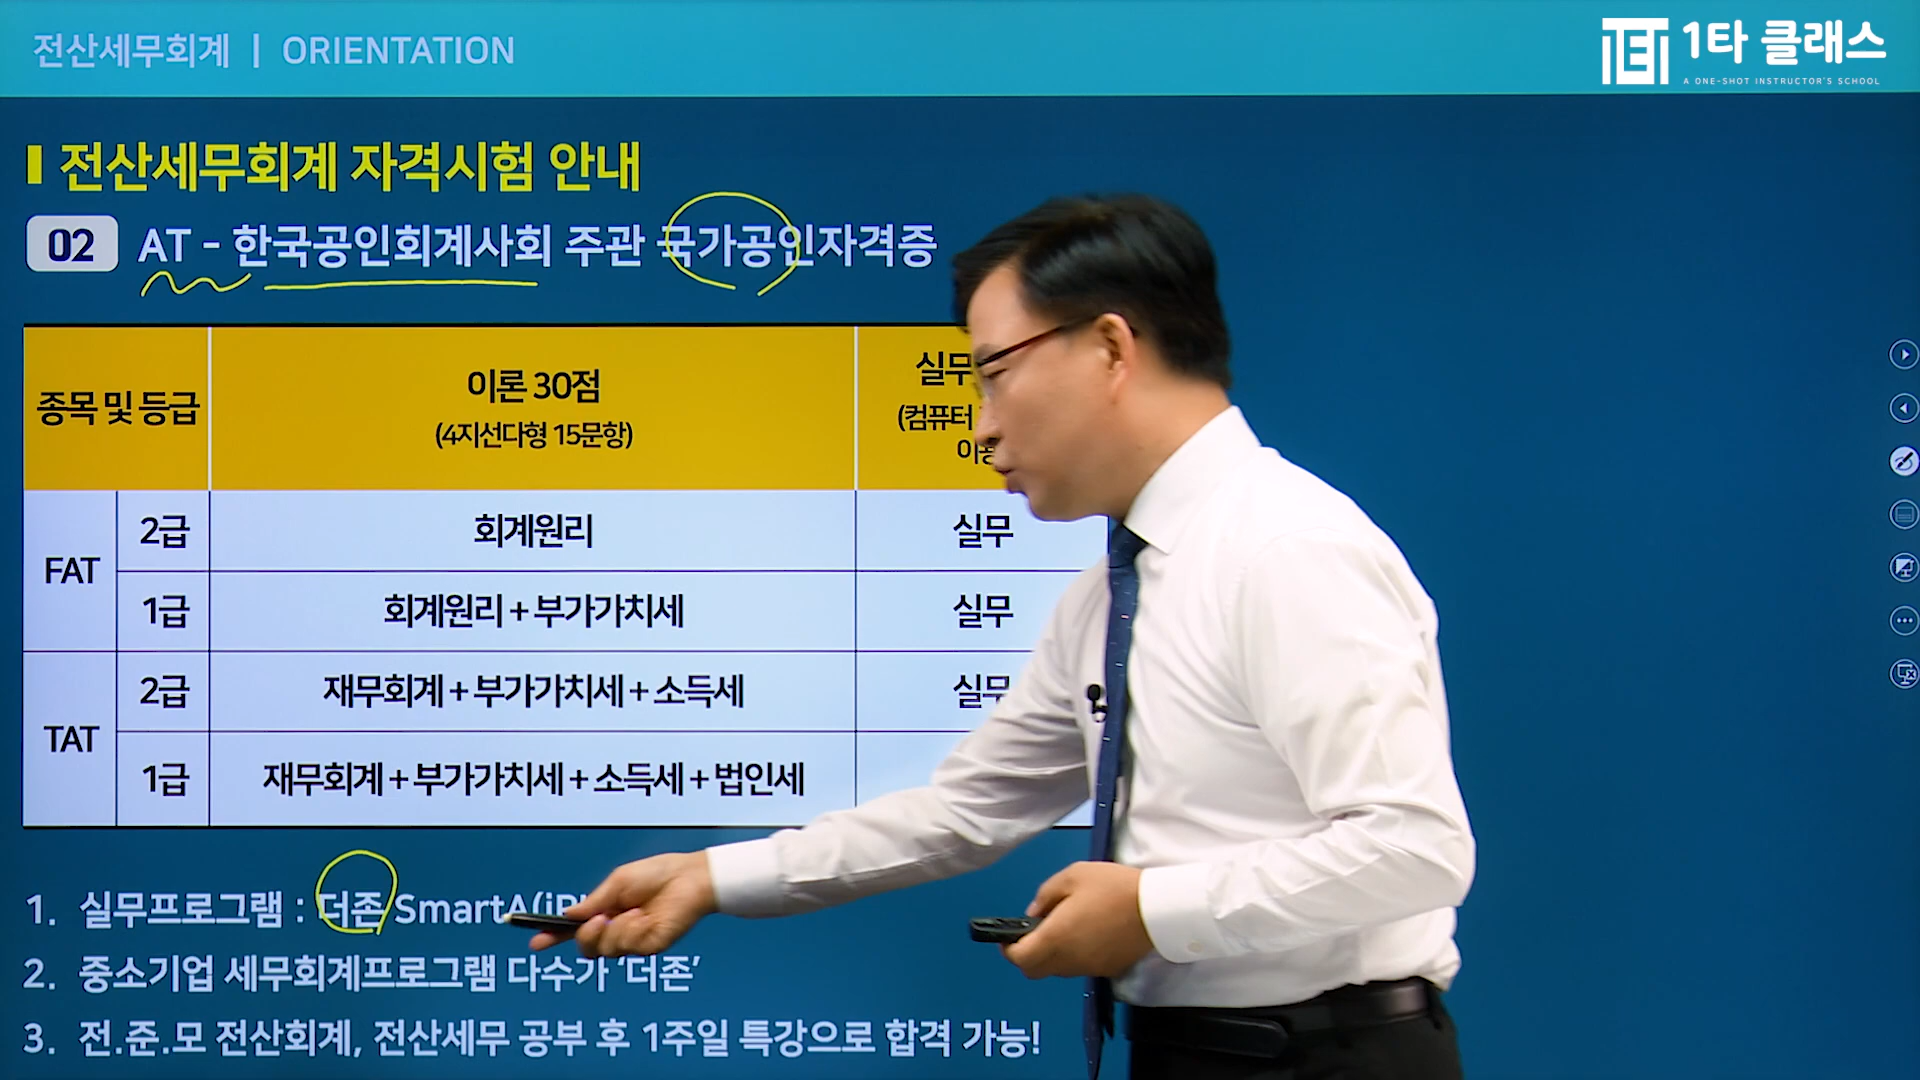 전산세무회계 | ORIENTATION
1타 클래스
A ONE-SHOT INSTRUCTOR'S SCHOOL
전산세무회계 자격시험 안내
02 AT - 한국공인회계사회 주관 국가공인자격증
종목 및 등급
이론 30점
(4지선다형 15문항)
실무
(컴퓨터
FAT
2급
회계원리
실무
1급
회계원리 + 부가가치세
실무
TAT
2급
재무회계 + 부가가치세 + 소득세
실무
1급
재무회계 + 부가가치세 + 소득세 + 법인세
1. 실무프로그램 : 더존 SmartA(iP
2. 중소기업 세무회계프로그램 다수가 ‘더존’
3. 전.준.모 전산회계, 전산세무 공부 후 1주일 특강으로 합격 가능!